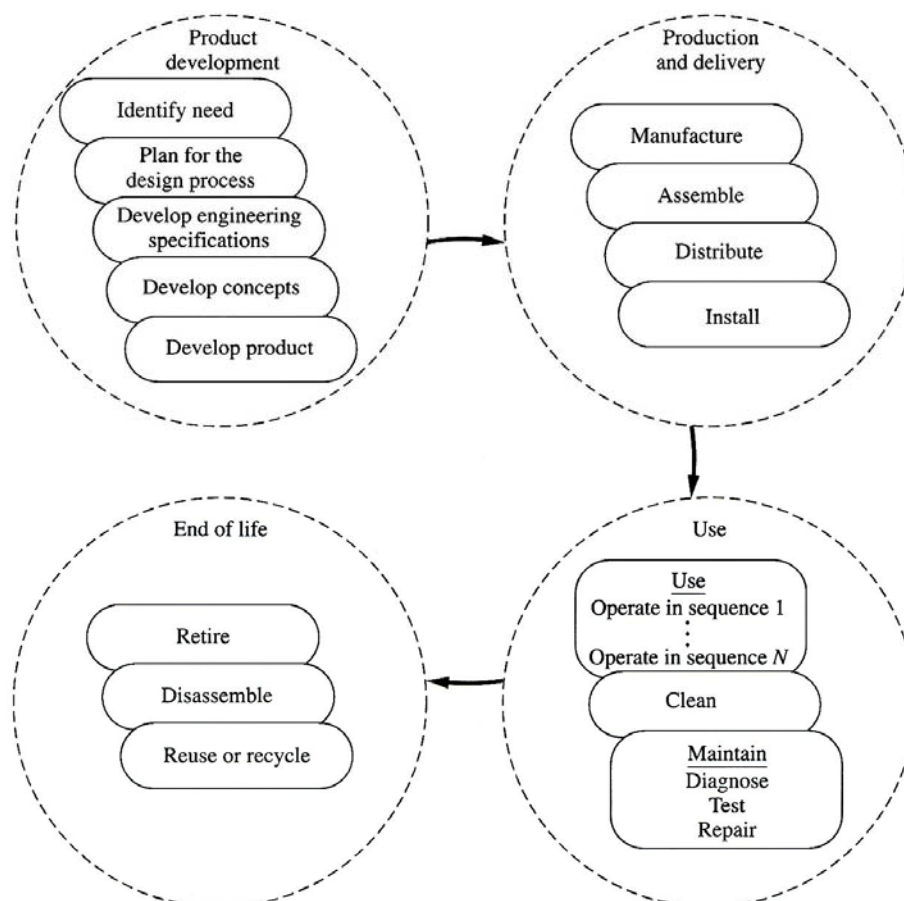 Product
development
Identify need
Plan for the
design process
Develop engineering
specifications
Develop concepts
Develop product
Production
and delivery
Manufacture
Assemble
Distribute
Install
End of life
Retire
Disassemble
Reuse or recycle
Use
Use
Operate in sequence 1
Operate in sequence N
Clean
Maintain
Diagnose
Test
Repair